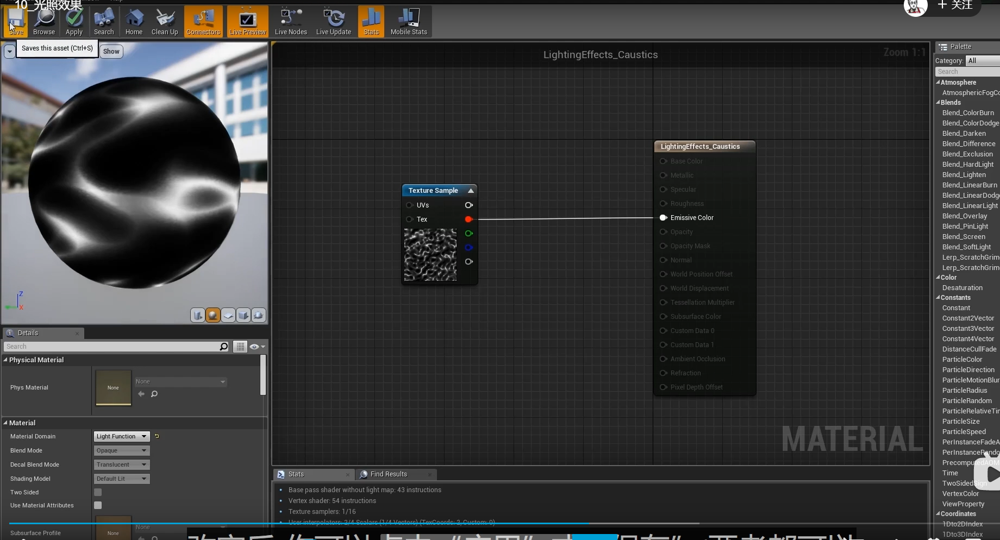 10_光照效果
关注
Save
Browse
Apply
Search
Home
Clean Up
Connectors
Live Preview
Live Nodes
Live Update
Stats
Mobile Stats
Saves this asset (Ctrl+S)
Show
LightingEffects_Caustics
Zoom 1:1
Texture Sample
UVs
Tex
LightingEffects_Caustics
Base Color
Metallic
Specular
Roughness
Emissive Color
Opacity
Opacity Mask
Normal
World Position Offset
World Displacement
Tessellation Multiplier
Subsurface Color
Custom Data 0
Custom Data 1
Ambient Occlusion
Refraction
Pixel Depth Offset
MATERIAL
Z
X
Details
Search
Physical Material
Phys Material
None
None
Material
Material Domain
Light Function
Blend Mode
Opaque
Decal Blend Mode
Translucent
Shading Model
Default Lit
Two Sided
Use Material Attributes
Subsurface Profile
None
None
Stats
Find Results
Base pass shader without light map: 43 instructions
Vertex shader: 54 instructions
Texture samplers: 1/16
User interpolators: 2/4 Scalars (1/4 Vectors) (TexCoords: 2, Custom: 0)
Palette
Category: All
Search
Atmosphere
AtmosphericFogCo
Blends
Blend_ColorBurn
Blend_ColorDodge
Blend_Darken
Blend_Difference
Blend_Exclusion
Blend_HardLight
Blend_Lighten
Blend_LinearBurn
Blend_LinearDodg
Blend_LinearLight
Blend_Overlay
Blend_PinLight
Blend_Screen
Blend_SoftLight
Lerp_ScratchGrim
Lerp_ScratchGrim
Color
Desaturation
Constants
Constant
Constant2Vector
Constant3Vector
Constant4Vector
DistanceCullFade
ParticleColor
ParticleDirection
ParticleMotionBlur
ParticleRadius
ParticleRandom
ParticleRelativeTim
ParticleSize
ParticleSpeed
PerInstanceFadeA
PerInstanceRando
PrecomputedAOM
Time
TwoSidedSign
VertexColor
ViewProperty
Coordinates
1Dto2DIndex
1Dto3DIndex